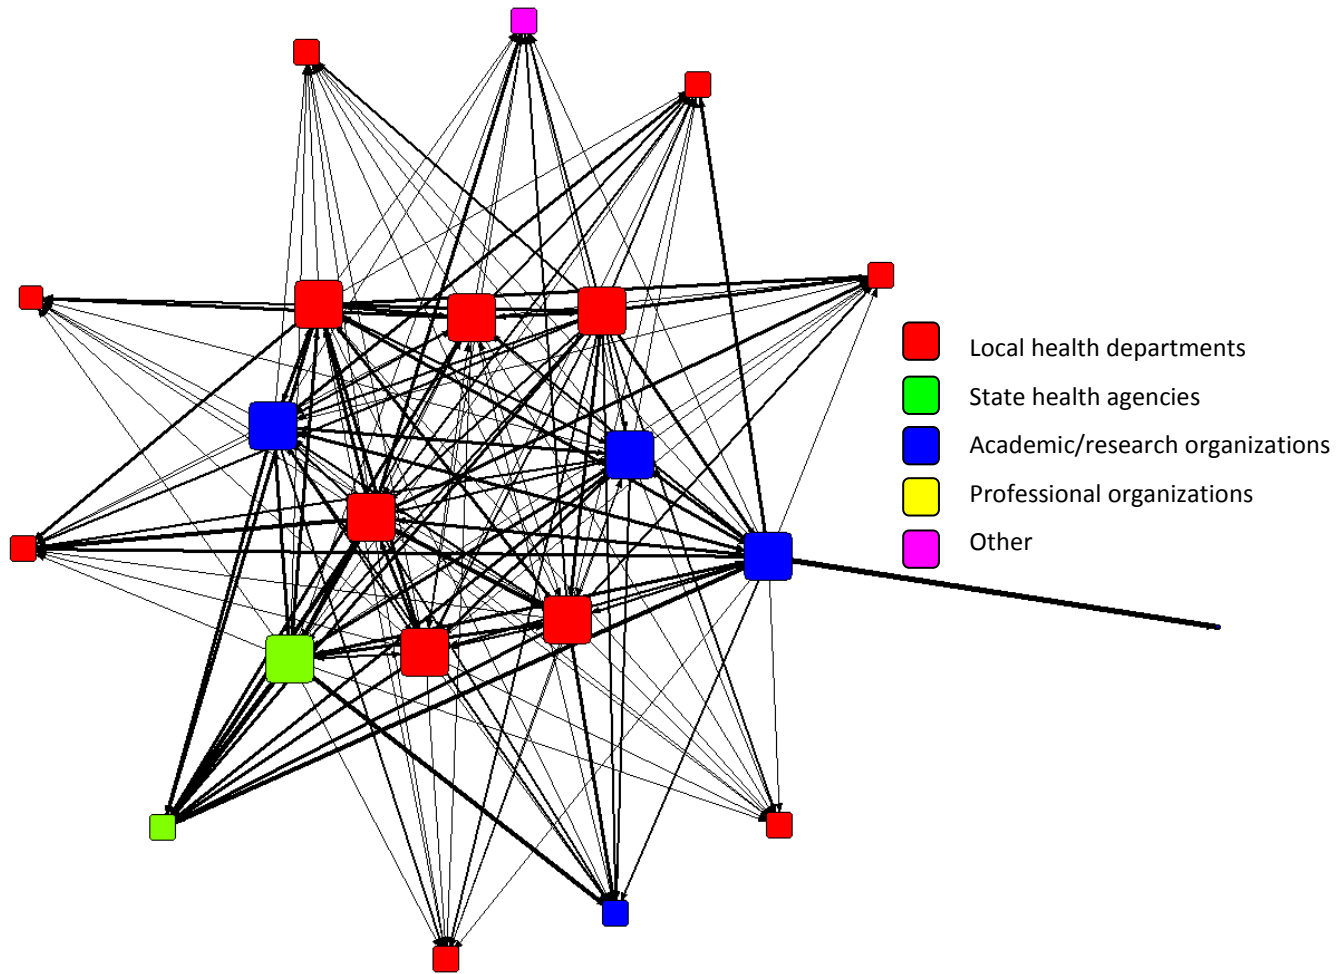 Local health departments
State health agencies
Academic/research organizations
Professional organizations
Other